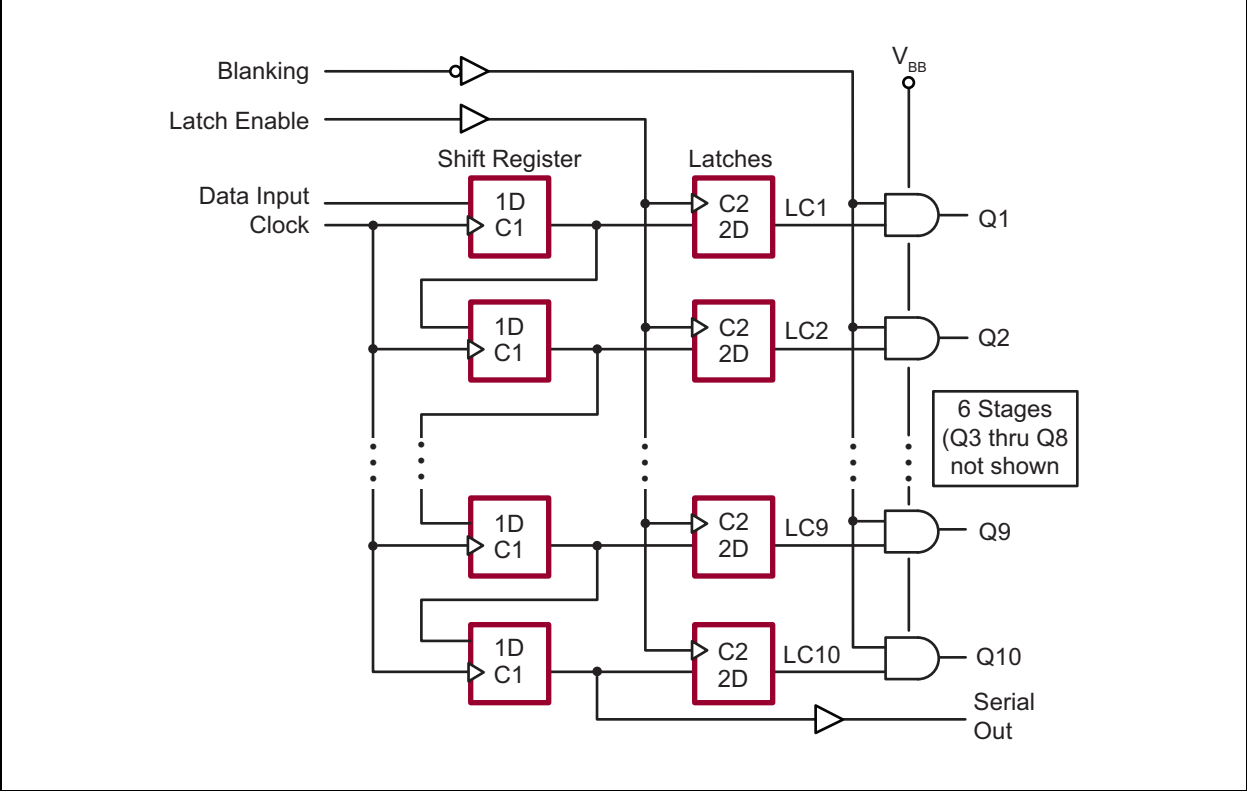 Blanking
Latch Enable
V_BB
Shift Register
Latches
Data Input
Clock
1D
C1
C2
2D
LC1
Q1
1D
C1
C2
2D
LC2
Q2
6 Stages
(Q3 thru Q8
not shown
1D
C1
C2
2D
LC9
Q9
1D
C1
C2
2D
LC10
Q10
Serial
Out